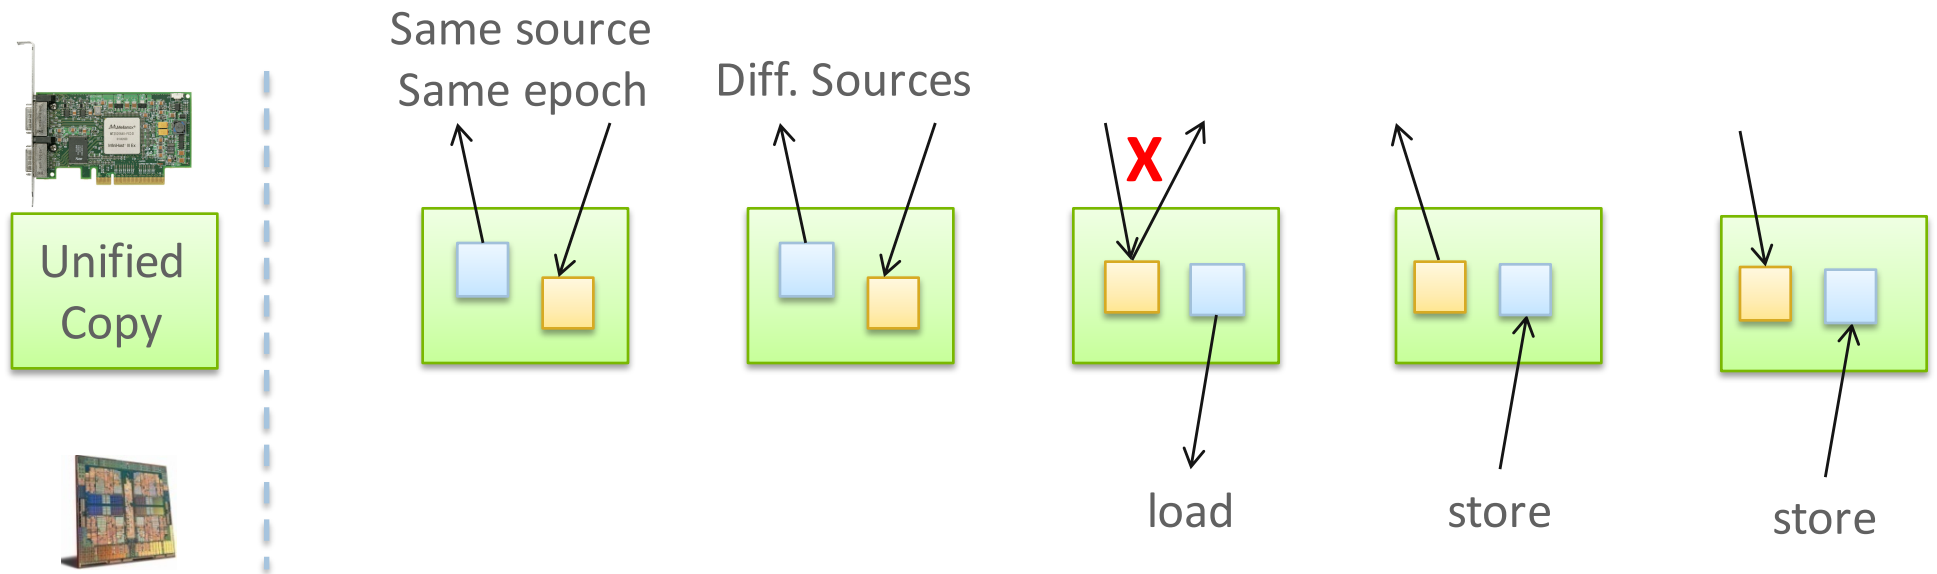 Same source
Same epoch
Diff. Sources
X
Unified
Copy
load
store
store